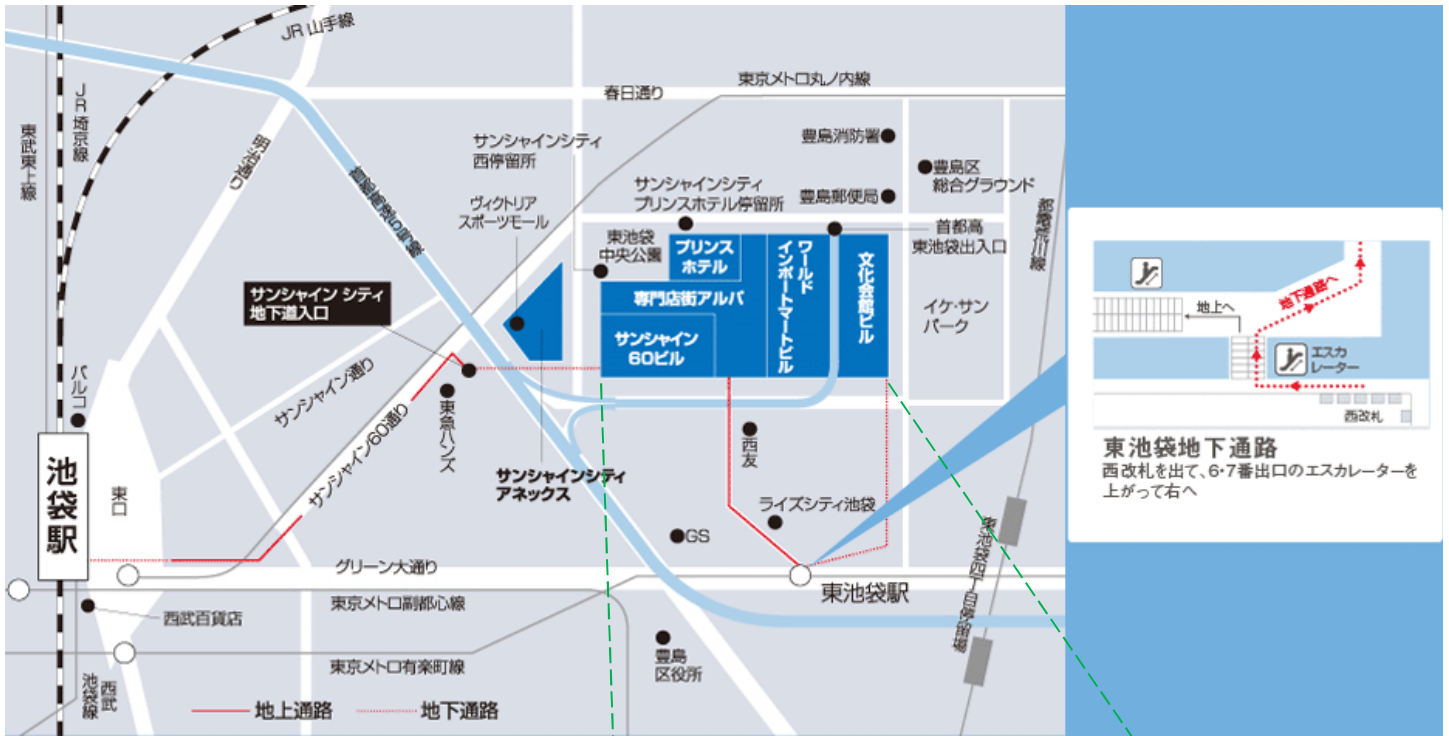 JR 山手線
JR 埼京線
東武東上線
明治通り
春日通り
東京メトロ丸ノ内線
サンシャインシティ
西停留所
ヴィクトリア
スポーツモール
サンシャインシティ
プリンスホテル停留所
豊島消防署
豊島区
総合グラウンド
豊島郵便局
首都高
東池袋出入口
都電荒川線
東池袋
中央公園
プリンス
ホテル
ワールド
インポートマートビル
文化会館ビル
専門店街アルパ
サンシャイン
60ビル
イケ・サン
パーク
サンシャイン シティ
地下道入口
サンシャイン通り
サンシャイン60通り
東急ハンズ
サンシャインシティ
アネックス
西友
ライズシティ池袋
GS
パルコ
池袋駅
東口
グリーン大通り
東京メトロ副都心線
西武百貨店
東京メトロ有楽町線
西武
池袋線
東池袋駅
東池袋四丁目停留場
豊島
区役所
地上通路
地下通路
地下通路へ
地上へ
エスカ
レーター
西改札
東池袋地下通路
西改札を出て、6・7番出口のエスカレーターを
上がって右へ